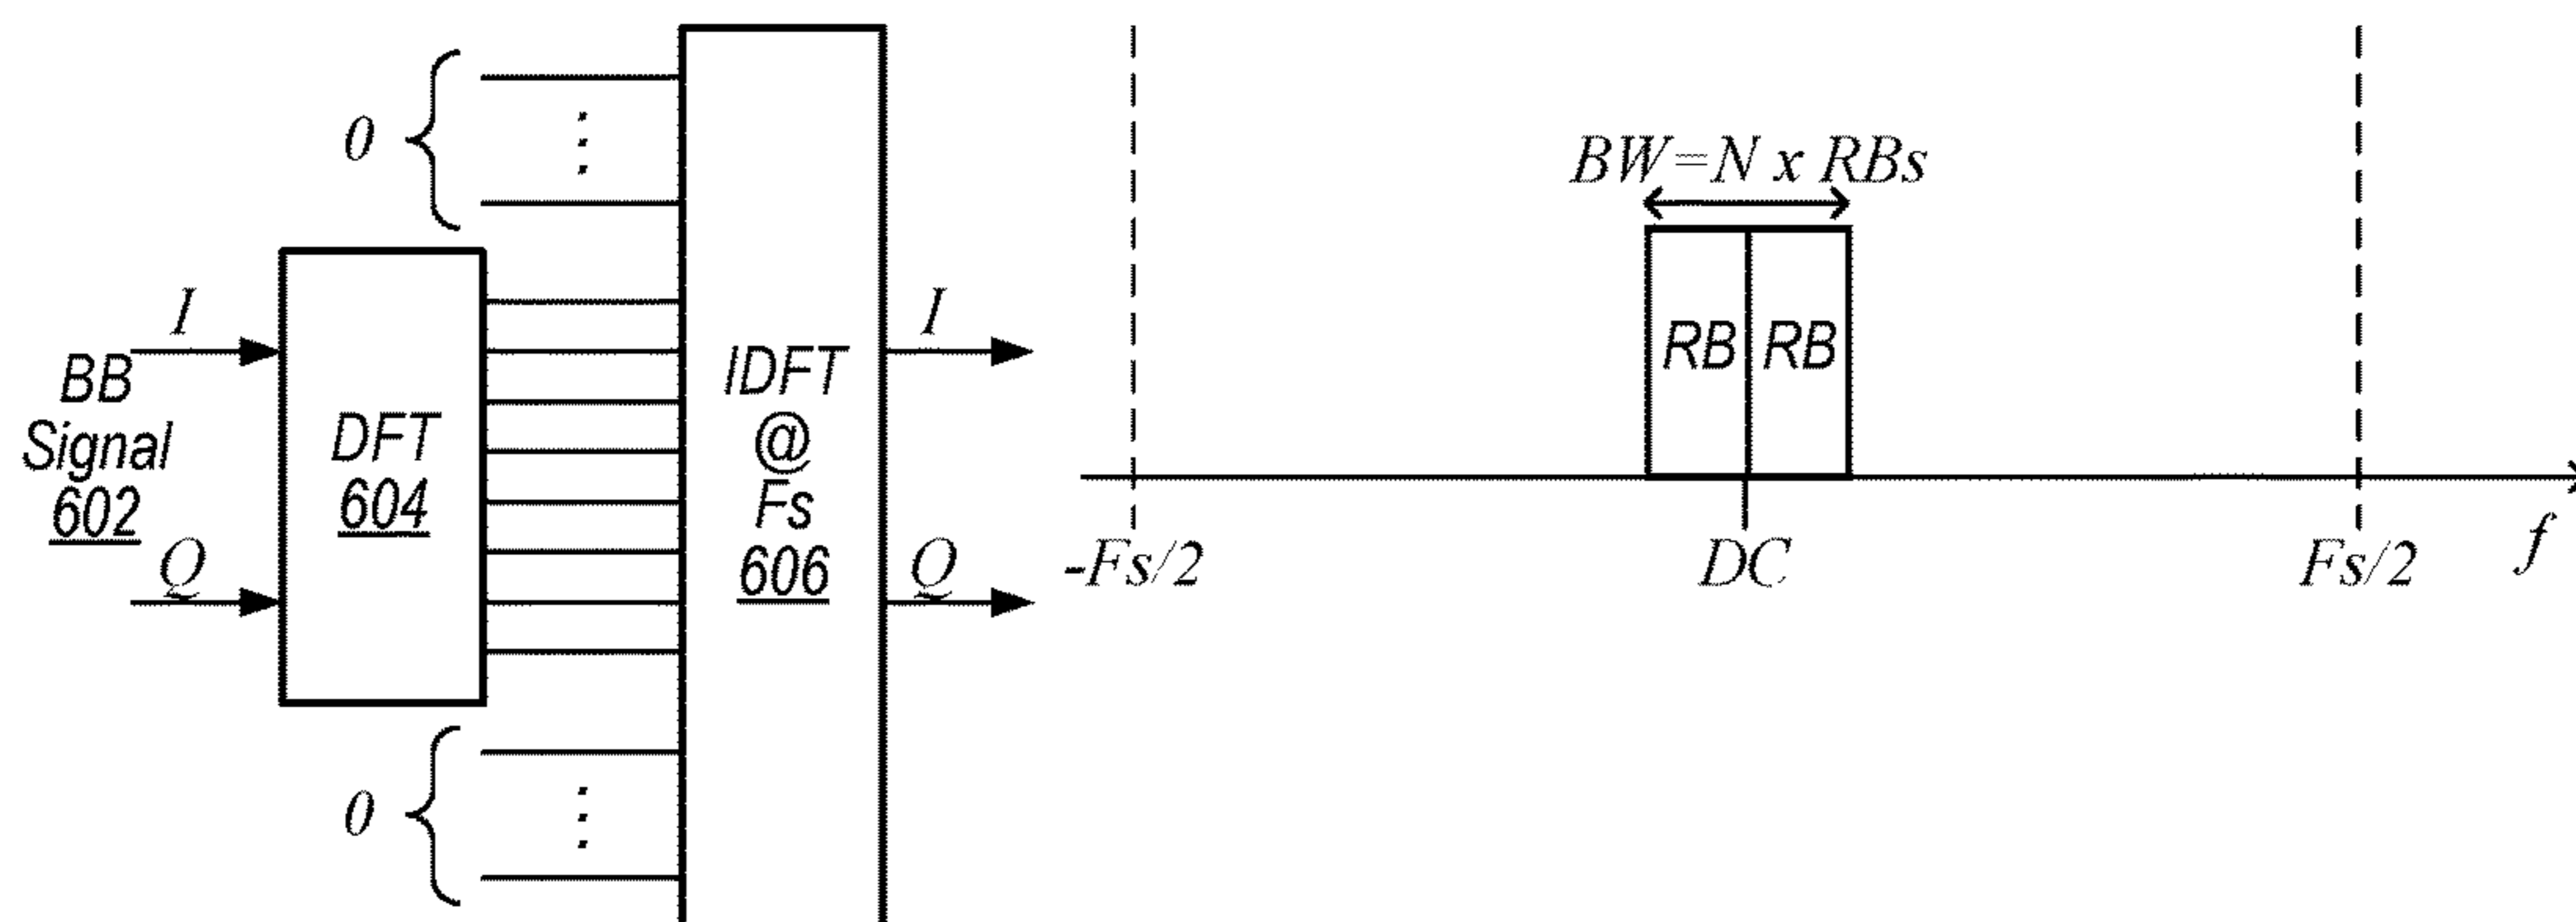 0
I
BB
Signal
602
Q
DFT
604
0
IDFT
@
Fs
606
I
Q
BW=N x RBs
RB RB
-Fs/2
DC
Fs/2
f